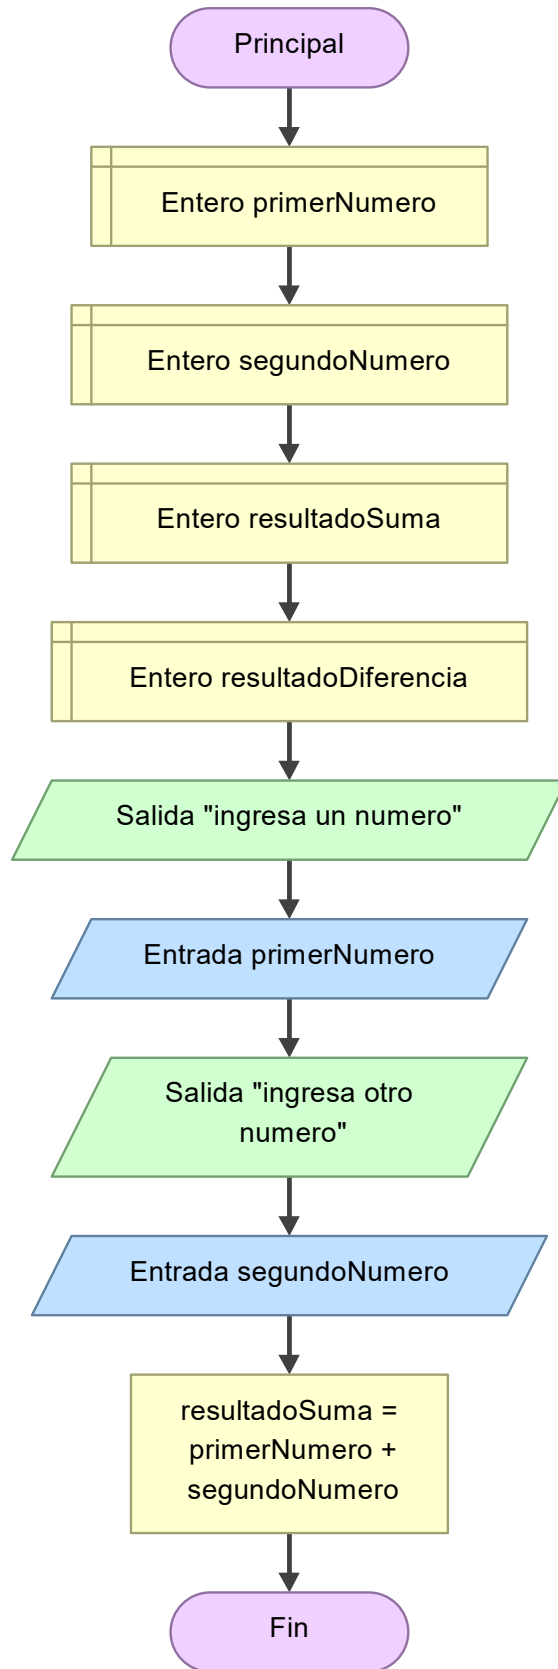 Principal
Entero primerNumero
Entero segundoNumero
Entero resultadoSuma
Entero resultadoDiferencia
Salida "ingresa un numero"
Entrada primerNumero
Salida "ingresa otro
numero"
Entrada segundoNumero
resultadoSuma =
primerNumero +
segundoNumero
Fin